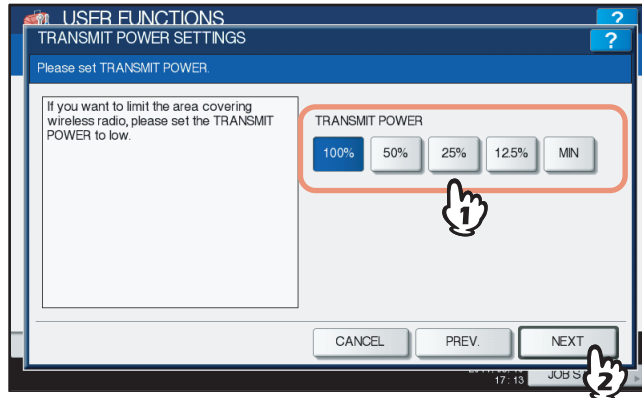 USER FUNCTIONS
?
TRANSMIT POWER SETTINGS
?
Please set TRANSMIT POWER.
If you want to limit the area covering
wireless radio, please set the TRANSMIT
POWER to low.
TRANSMIT POWER
100% 50% 25% 12.5% MIN
1
CANCEL PREV. NEXT
17:13 JOB S
2